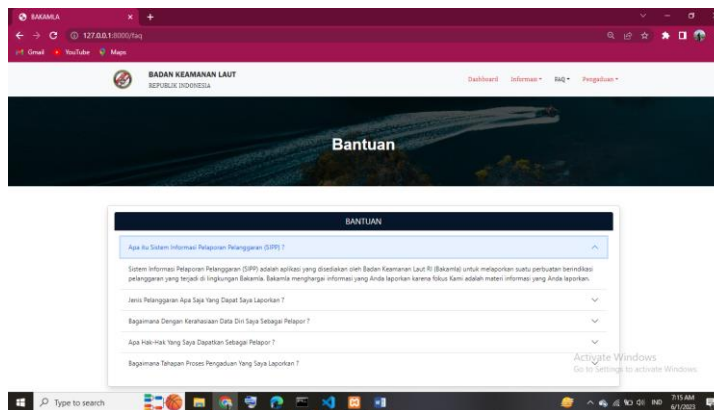 BAKAMLA
127.0.0.1:8000/faq
Gmail YouTube Maps
BADAN KEAMANAN LAUT
REPUBLIK INDONESIA
Dashboard Informasi FAQ Pengaduan
Bantuan
BANTUAN
Apa itu Sistem Informasi Pelaporan Pelanggaran (SIPP) ?
Sistem Informasi Pelaporan Pelanggaran (SIPP) adalah aplikasi yang disediakan oleh Badan Keamanan Laut RI (Bakamla) untuk melaporkan suatu perbuatan berindikasi
pelanggaran yang terjadi di lingkungan Bakamla. Bakamla menghargai informasi yang Anda laporkan karena fokus Kami adalah materi informasi yang Anda laporkan.
Jenis Pelanggaran Apa Saja Yang Dapat Saya Laporkan ?
Bagaimana Dengan Kerahasiaan Data Diri Saya Sebagai Pelapor ?
Apa Hak-Hak Yang Saya Dapatkan Sebagai Pelapor ?
Bagaimana Tahapan Proses Pengaduan Yang Saya Laporkan ?
Activate Windows
Go to Settings to activate Windows.
Type to search
IND
7:15 AM
6/1/2023